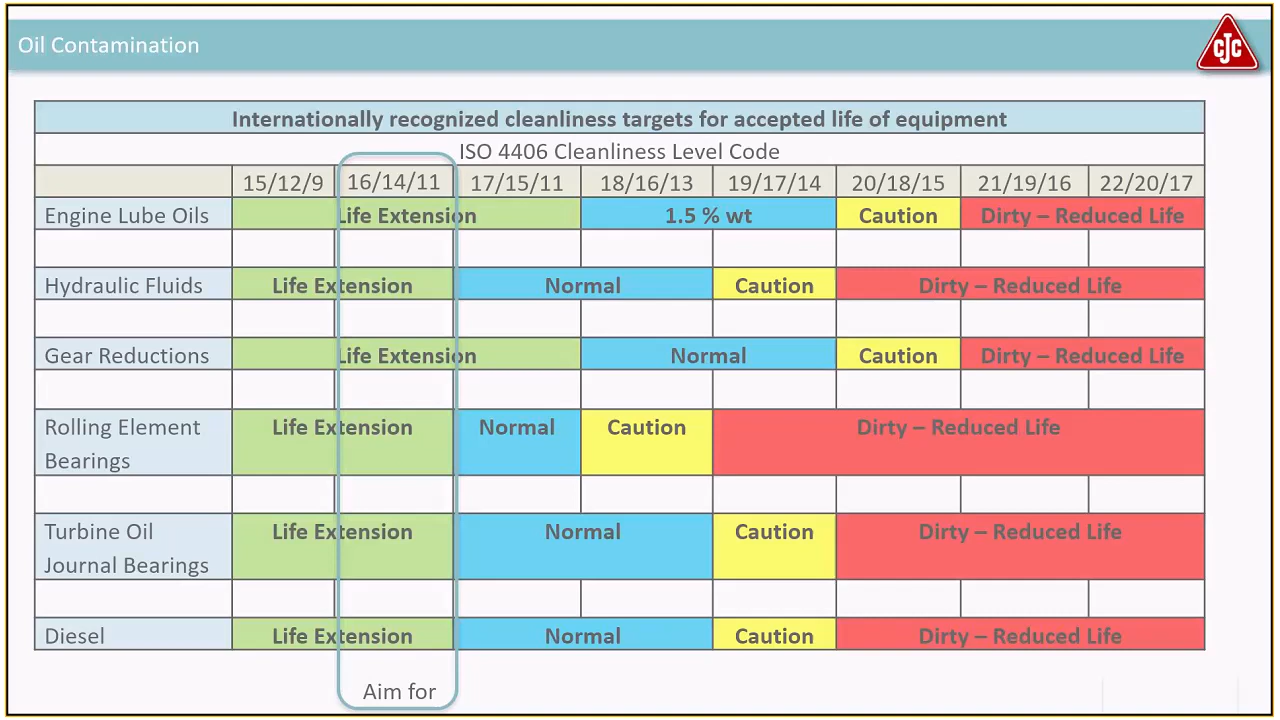 Oil Contamination
CJC
Internationally recognized cleanliness targets for accepted life of equipment
ISO 4406 Cleanliness Level Code
15/12/9 16/14/11 17/15/11 18/16/13 19/17/14 20/18/15 21/19/16 22/20/17
Engine Lube Oils Life Extension 1.5 % wt Caution Dirty – Reduced Life
Hydraulic Fluids Life Extension Normal Caution Dirty – Reduced Life
Gear Reductions Life Extension Normal Caution Dirty – Reduced Life
Rolling Element Life Extension Normal Caution Dirty – Reduced Life
Bearings
Turbine Oil Life Extension Normal Caution Dirty – Reduced Life
Journal Bearings
Diesel Life Extension Normal Caution Dirty – Reduced Life
Aim for